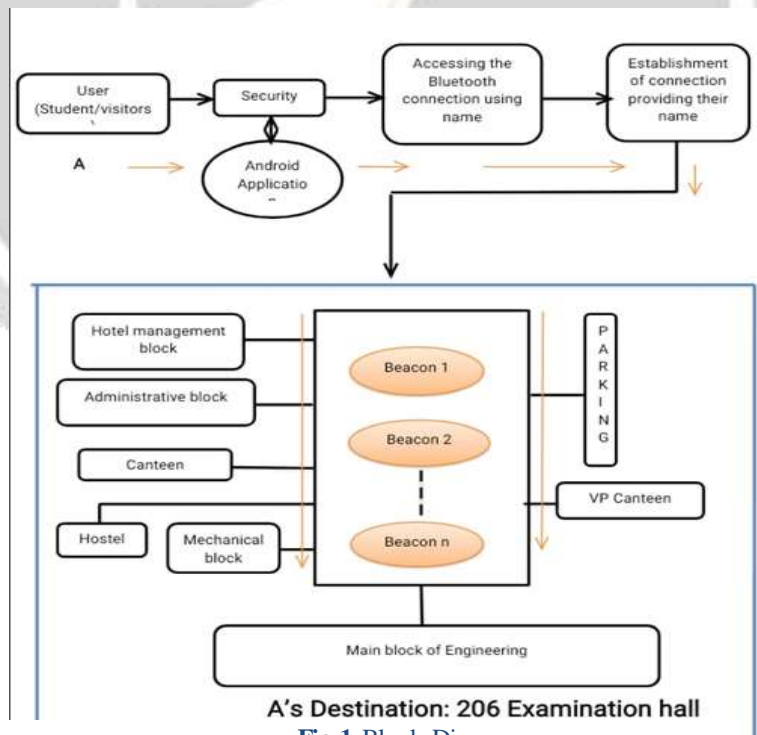 User
(Student/visitors
Security
Accessing the
Bluetooth
connection using
name
Establishment
of connection
providing their
name
A
Android
Applicatio
Hotel management
block
Administrative block
Canteen
Hostel
Mechanical
block
Beacon 1
Beacon 2
Beacon n
P
A
R
K
I
N
G
VP Canteen
Main block of Engineering
A's Destination: 206 Examination hall
Fig 1 Block Di